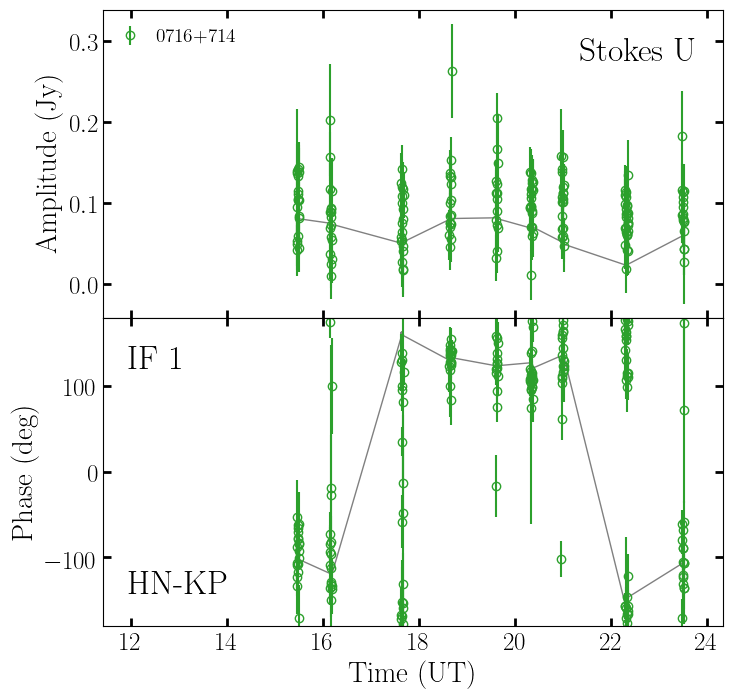 0716+714
Stokes U
0.3
0.2
0.1
0.0
Amplitude (Jy)
IF 1
100
0
−100
Phase (deg)
HN-KP
12 14 16 18 20 22 24
Time (UT)